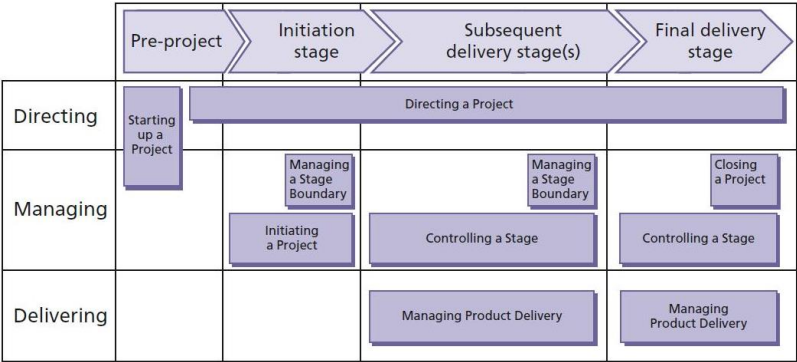 Pre-project
Initiation
stage
Subsequent
delivery stage(s)
Final delivery
stage
Directing
Starting
up a
Project
Directing a Project
Managing
Managing
a Stage
Boundary
Managing
a Stage
Boundary
Closing
a Project
Initiating
a Project
Controlling a Stage
Controlling a Stage
Delivering
Managing Product Delivery
Managing
Product Delivery